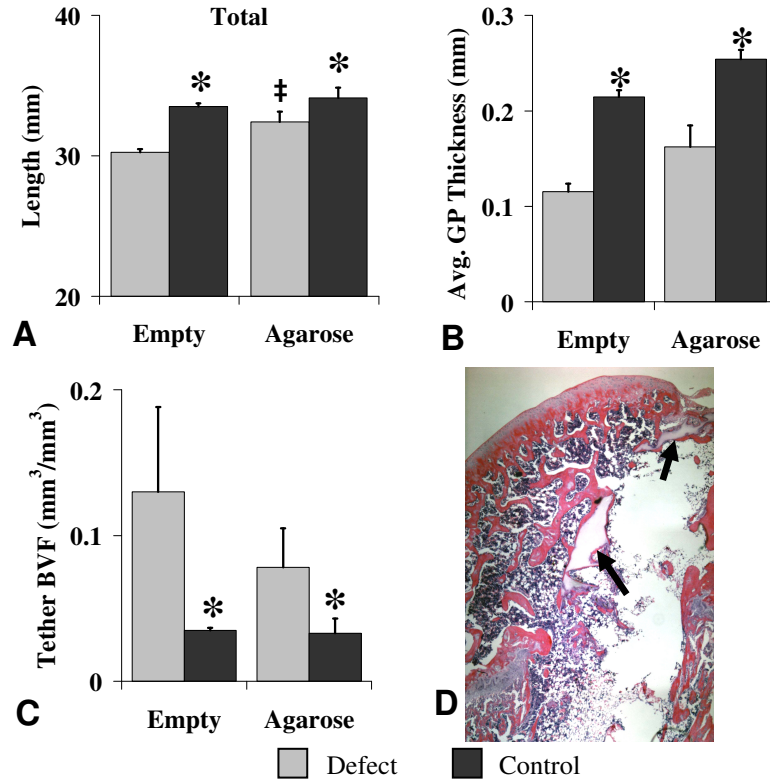 Total
40
30
20
Length (mm)
*
‡
*
Empty
Agarose
A
0.3
0.2
0.1
0
Avg. GP Thickness (mm)
*
*
Empty
Agarose
B
0.2
0.1
0
Tether BVF (mm³/mm³)
*
*
Empty
Agarose
C
D
Defect
Control